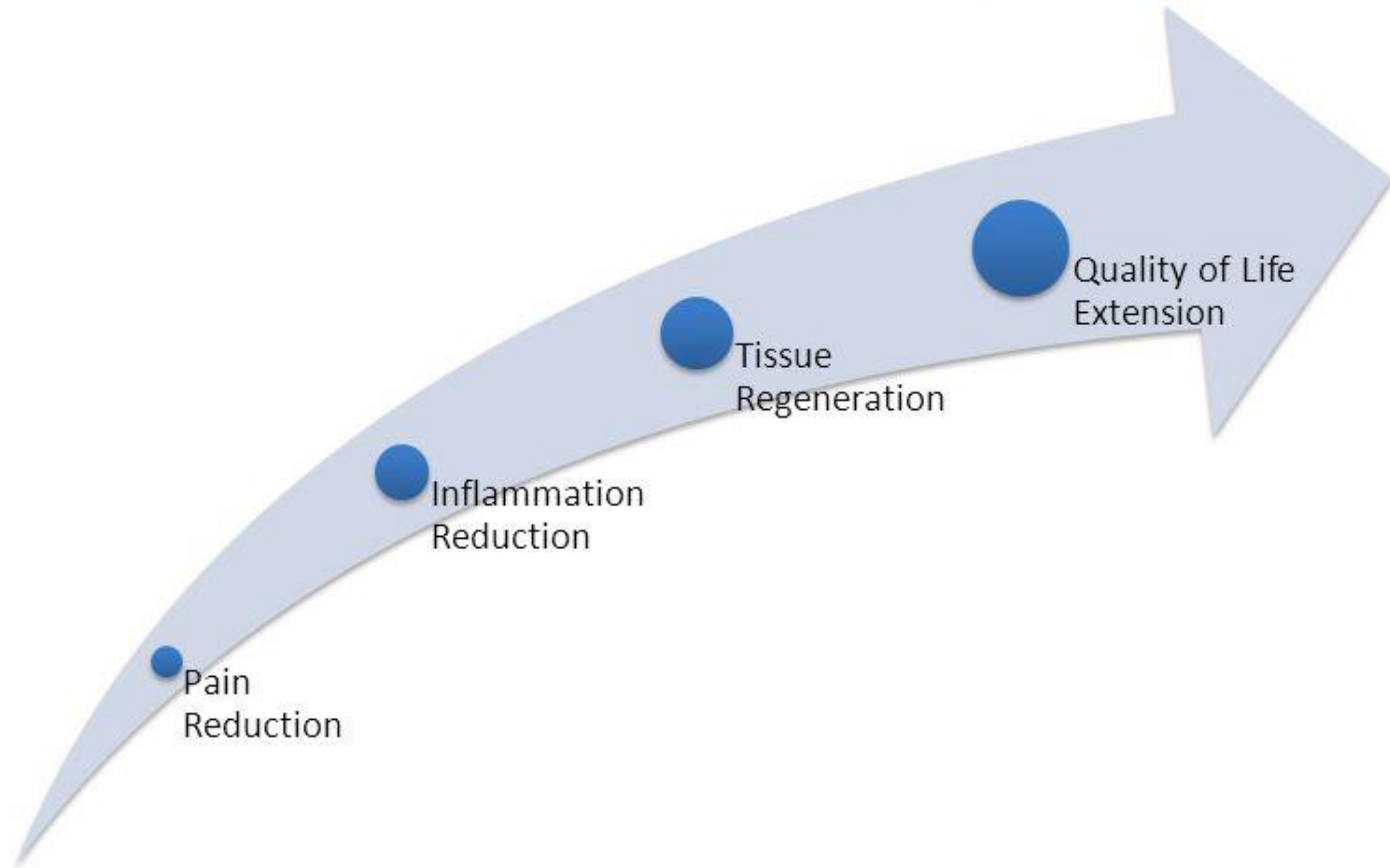 Quality of Life
Extension
Tissue
Regeneration
Inflammation
Reduction
Pain
Reduction